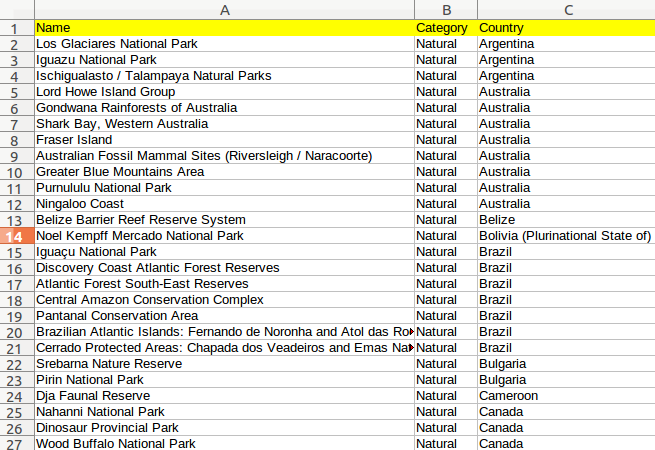 A B C
1 Name Category Country
2 Los Glaciares National Park Natural Argentina
3 Iguazu National Park Natural Argentina
4 Ischigualasto / Talampaya Natural Parks Natural Argentina
5 Lord Howe Island Group Natural Australia
6 Gondwana Rainforests of Australia Natural Australia
7 Shark Bay, Western Australia Natural Australia
8 Fraser Island Natural Australia
9 Australian Fossil Mammal Sites (Riversleigh / Naracoorte) Natural Australia
10 Greater Blue Mountains Area Natural Australia
11 Purnululu National Park Natural Australia
12 Ningaloo Coast Natural Australia
13 Belize Barrier Reef Reserve System Natural Belize
14 Noel Kempff Mercado National Park Natural Bolivia (Plurinational State of)
15 Iguaçu National Park Natural Brazil
16 Discovery Coast Atlantic Forest Reserves Natural Brazil
17 Atlantic Forest South-East Reserves Natural Brazil
18 Central Amazon Conservation Complex Natural Brazil
19 Pantanal Conservation Area Natural Brazil
20 Brazilian Atlantic Islands: Fernando de Noronha and Atol das Ro Natural Brazil
21 Cerrado Protected Areas: Chapada dos Veadeiros and Emas Na Natural Brazil
22 Srebarna Nature Reserve Natural Bulgaria
23 Pirin National Park Natural Bulgaria
24 Dja Faunal Reserve Natural Cameroon
25 Nahanni National Park Natural Canada
26 Dinosaur Provincial Park Natural Canada
27 Wood Buffalo National Park Natural Canada